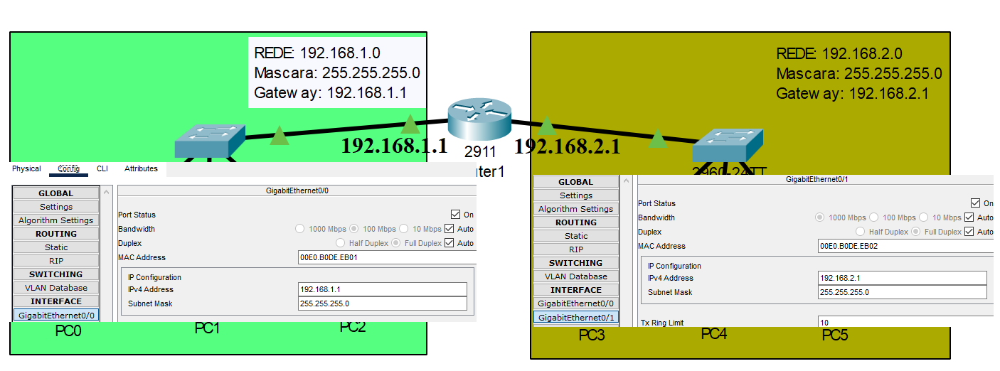 REDE: 192.168.1.0
Mascara: 255.255.255.0
Gatew ay: 192.168.1.1
REDE: 192.168.2.0
Mascara: 255.255.255.0
Gatew ay: 192.168.2.1
192.168.1.1
2911
192.168.2.1
uter1
2960-24TT
Physical Config CLI Attributes
GLOBAL
Settings
Algorithm Settings
ROUTING
Static
RIP
SWITCHING
VLAN Database
INTERFACE
GigabitEthernet0/0
GigabitEthernet0/0
Port Status On
Bandwidth 1000 Mbps 100 Mbps 10 Mbps Auto
Duplex Half Duplex Full Duplex Auto
MAC Address 00E0.B0DE.EB01
IP Configuration
IPv4 Address 192.168.1.1
Subnet Mask 255.255.255.0
PC0
PC1
PC2
GLOBAL
Settings
Algorithm Settings
ROUTING
Static
RIP
SWITCHING
VLAN Database
INTERFACE
GigabitEthernet0/0
GigabitEthernet0/1
GigabitEthernet0/1
Port Status On
Bandwidth 1000 Mbps 100 Mbps 10 Mbps Auto
Duplex Half Duplex Full Duplex Auto
MAC Address 00E0.B0DE.EB02
IP Configuration
IPv4 Address 192.168.2.1
Subnet Mask 255.255.255.0
Tx Ring Limit 10
PC3
PC4
PC5